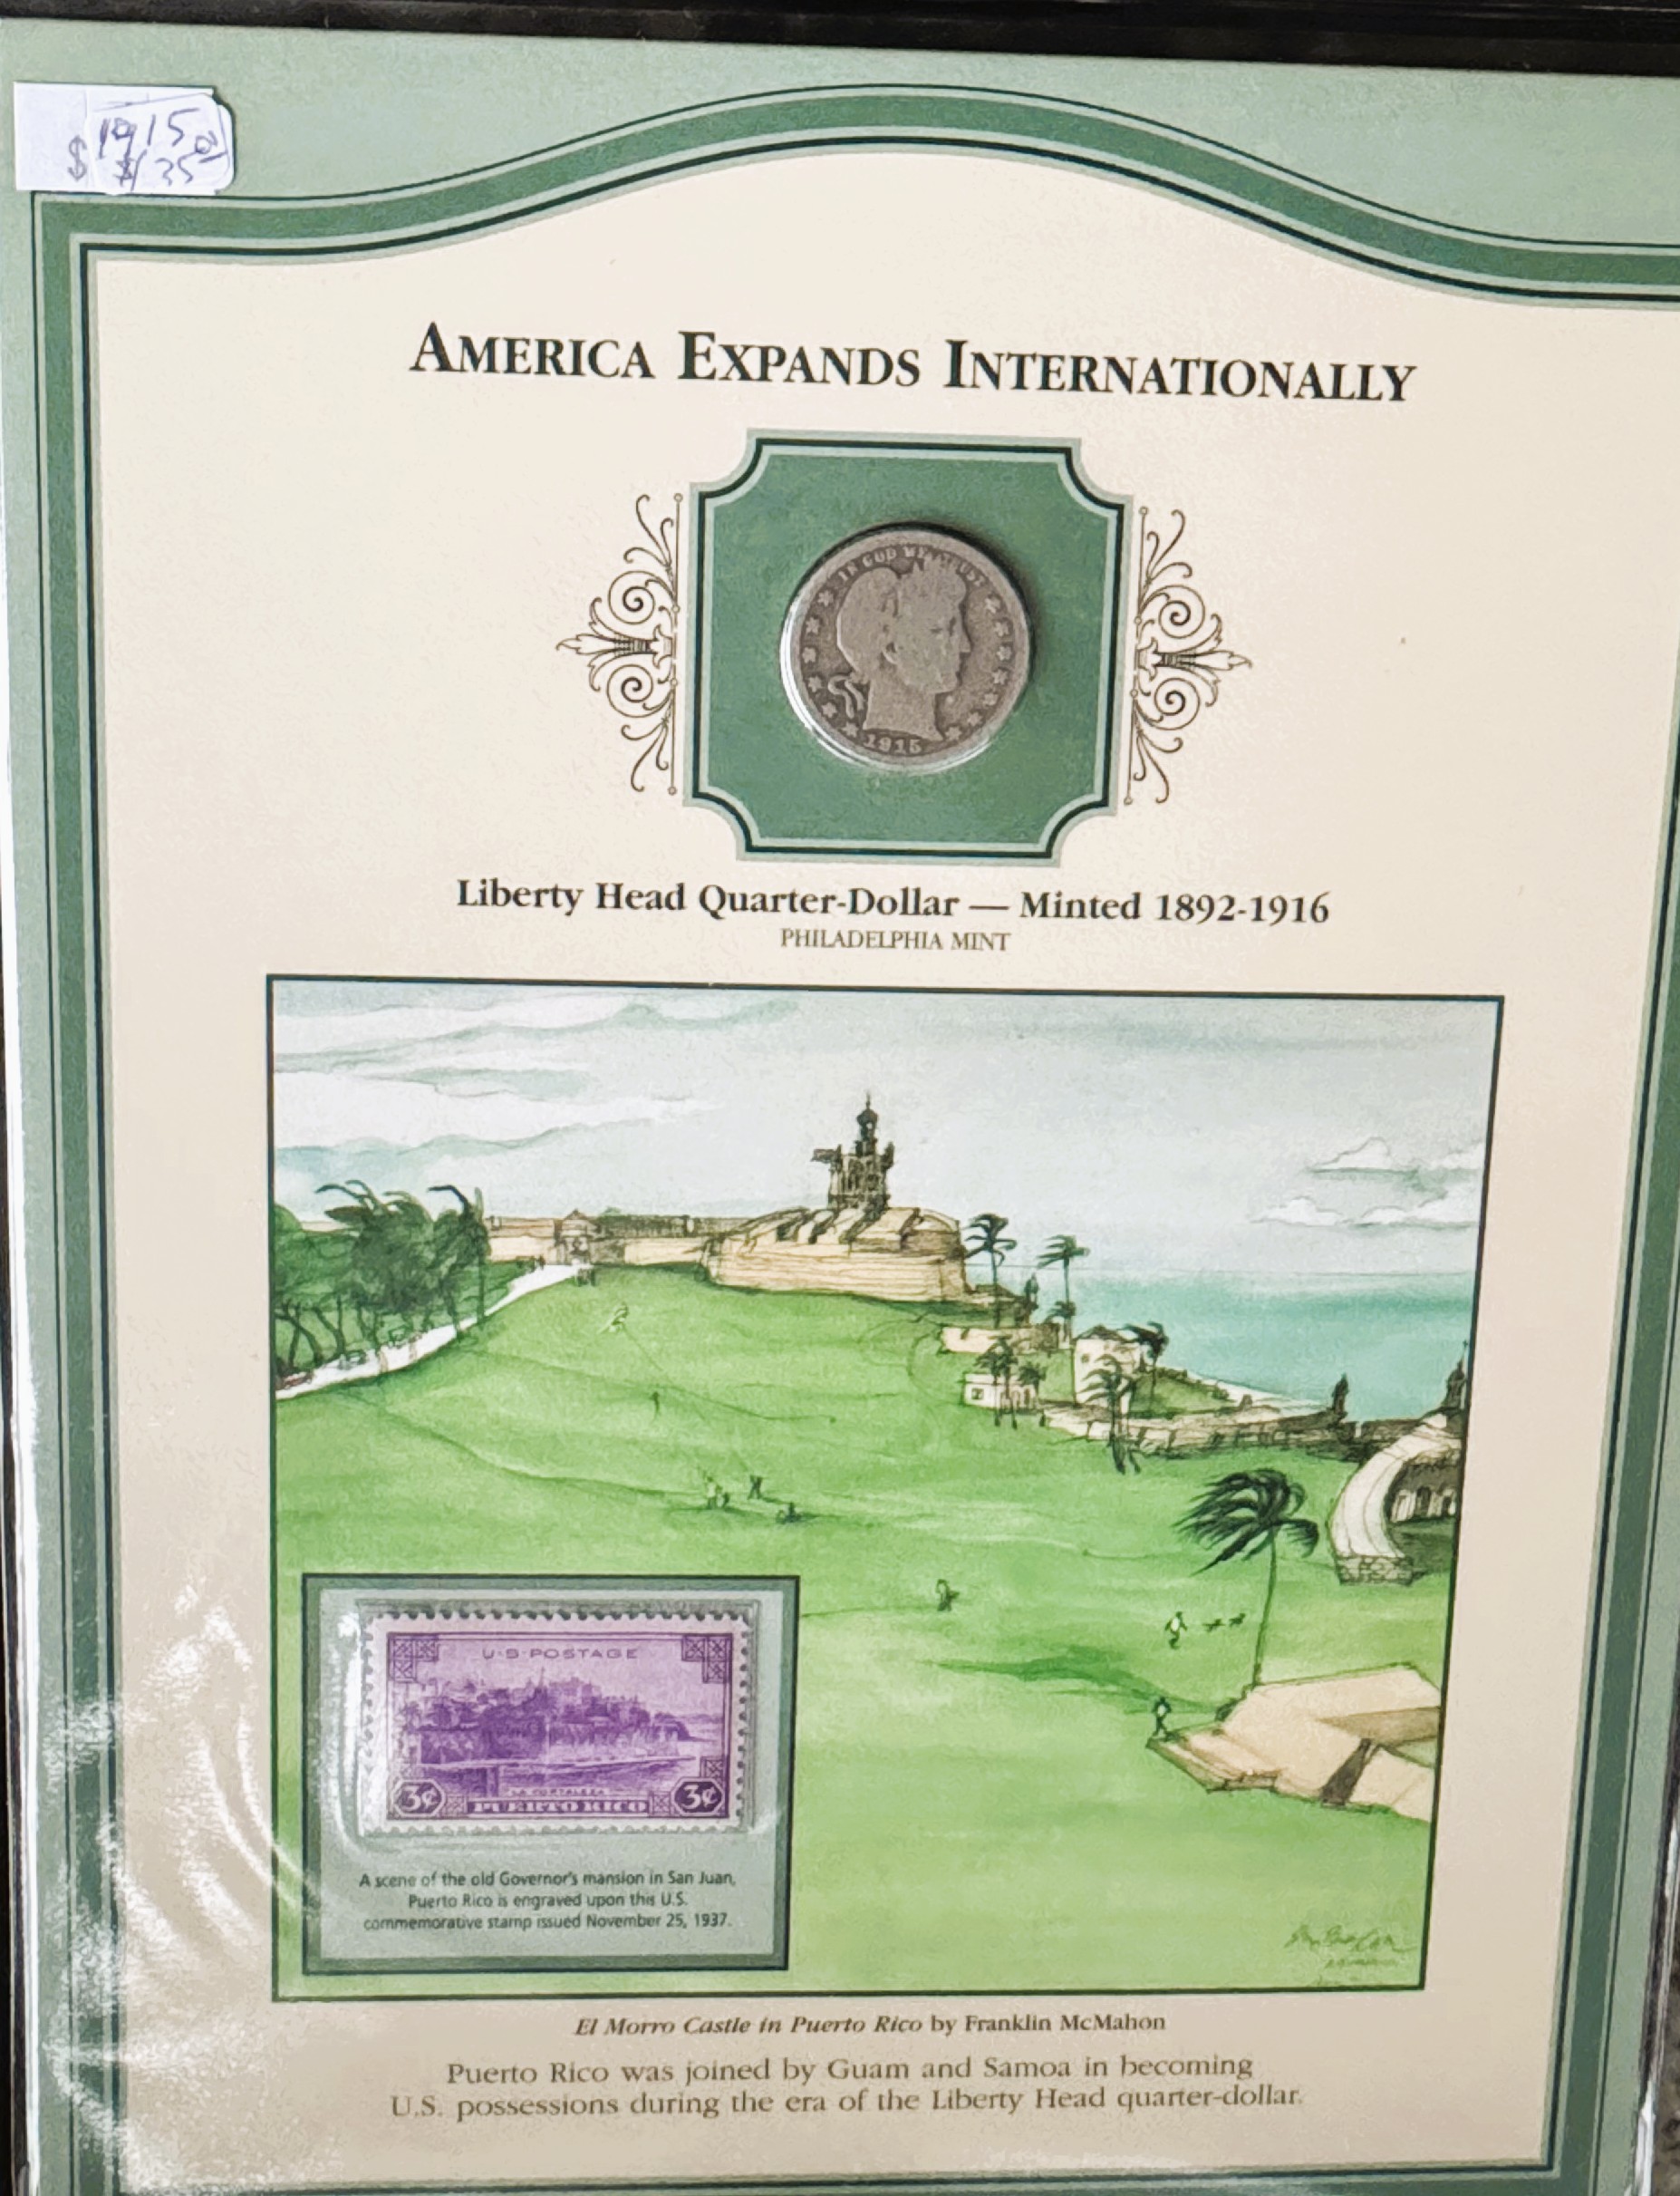 1915
$ 35
AMERICA EXPANDS INTERNATIONALLY
IN GOD WE TRUST
1915
Liberty Head Quarter-Dollar — Minted 1892-1916
PHILADELPHIA MINT
U·S·POSTAGE
LA FORTALEZA
3¢ PUERTO RICO 3¢
A scene of the old Governor's mansion in San Juan,
Puerto Rico is engraved upon this U.S.
commemorative stamp issued November 25, 1937.
El Morro Castle in Puerto Rico by Franklin McMahon
Puerto Rico was joined by Guam and Samoa in becoming
U.S. possessions during the era of the Liberty Head quarter-dollar.